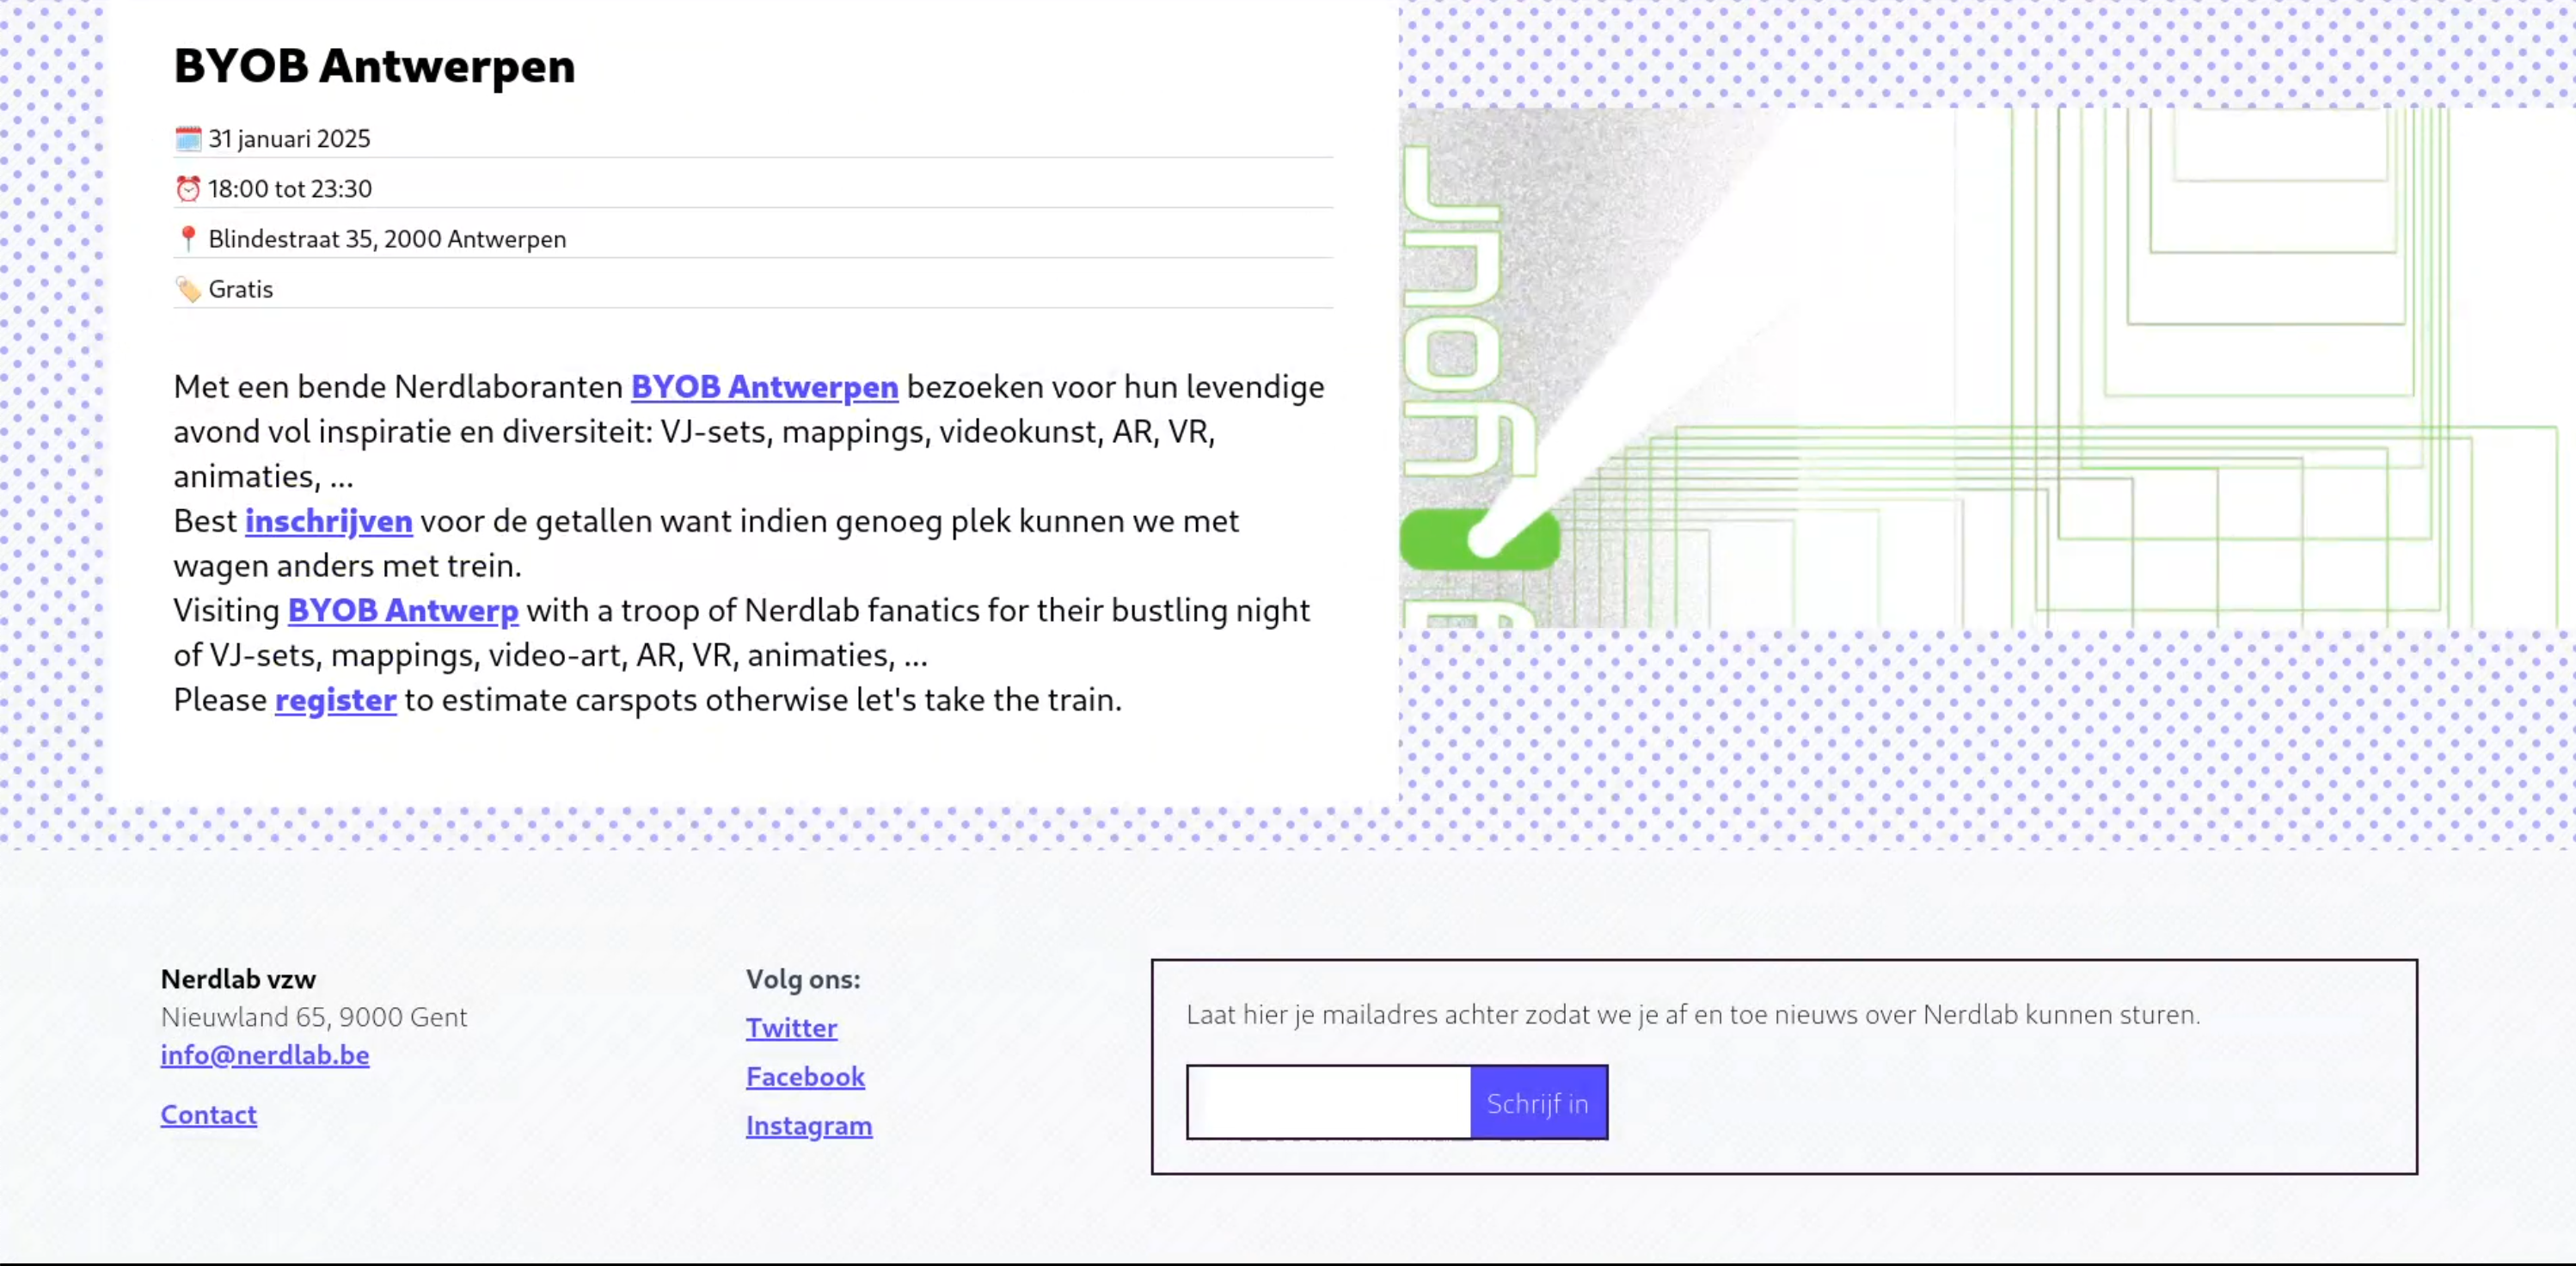 BYOB Antwerpen
31 januari 2025
18:00 tot 23:30
Blindestraat 35, 2000 Antwerpen
Gratis
Met een bende Nerdlaboranten BYOB Antwerpen bezoeken voor hun levendige
avond vol inspiratie en diversiteit: VJ-sets, mappings, videokunst, AR, VR,
animaties, ...
Best inschrijven voor de getallen want indien genoeg plek kunnen we met
wagen anders met trein.
Visiting BYOB Antwerp with a troop of Nerdlab fanatics for their bustling night
of VJ-sets, mappings, video-art, AR, VR, animaties, ...
Please register to estimate carspots otherwise let's take the train.
your
Nerdlab vzw
Nieuwland 65, 9000 Gent
info@nerdlab.be
Contact
Volg ons:
Twitter
Facebook
Instagram
Laat hier je mailadres achter zodat we je af en toe nieuws over Nerdlab kunnen sturen.
Schrijf in